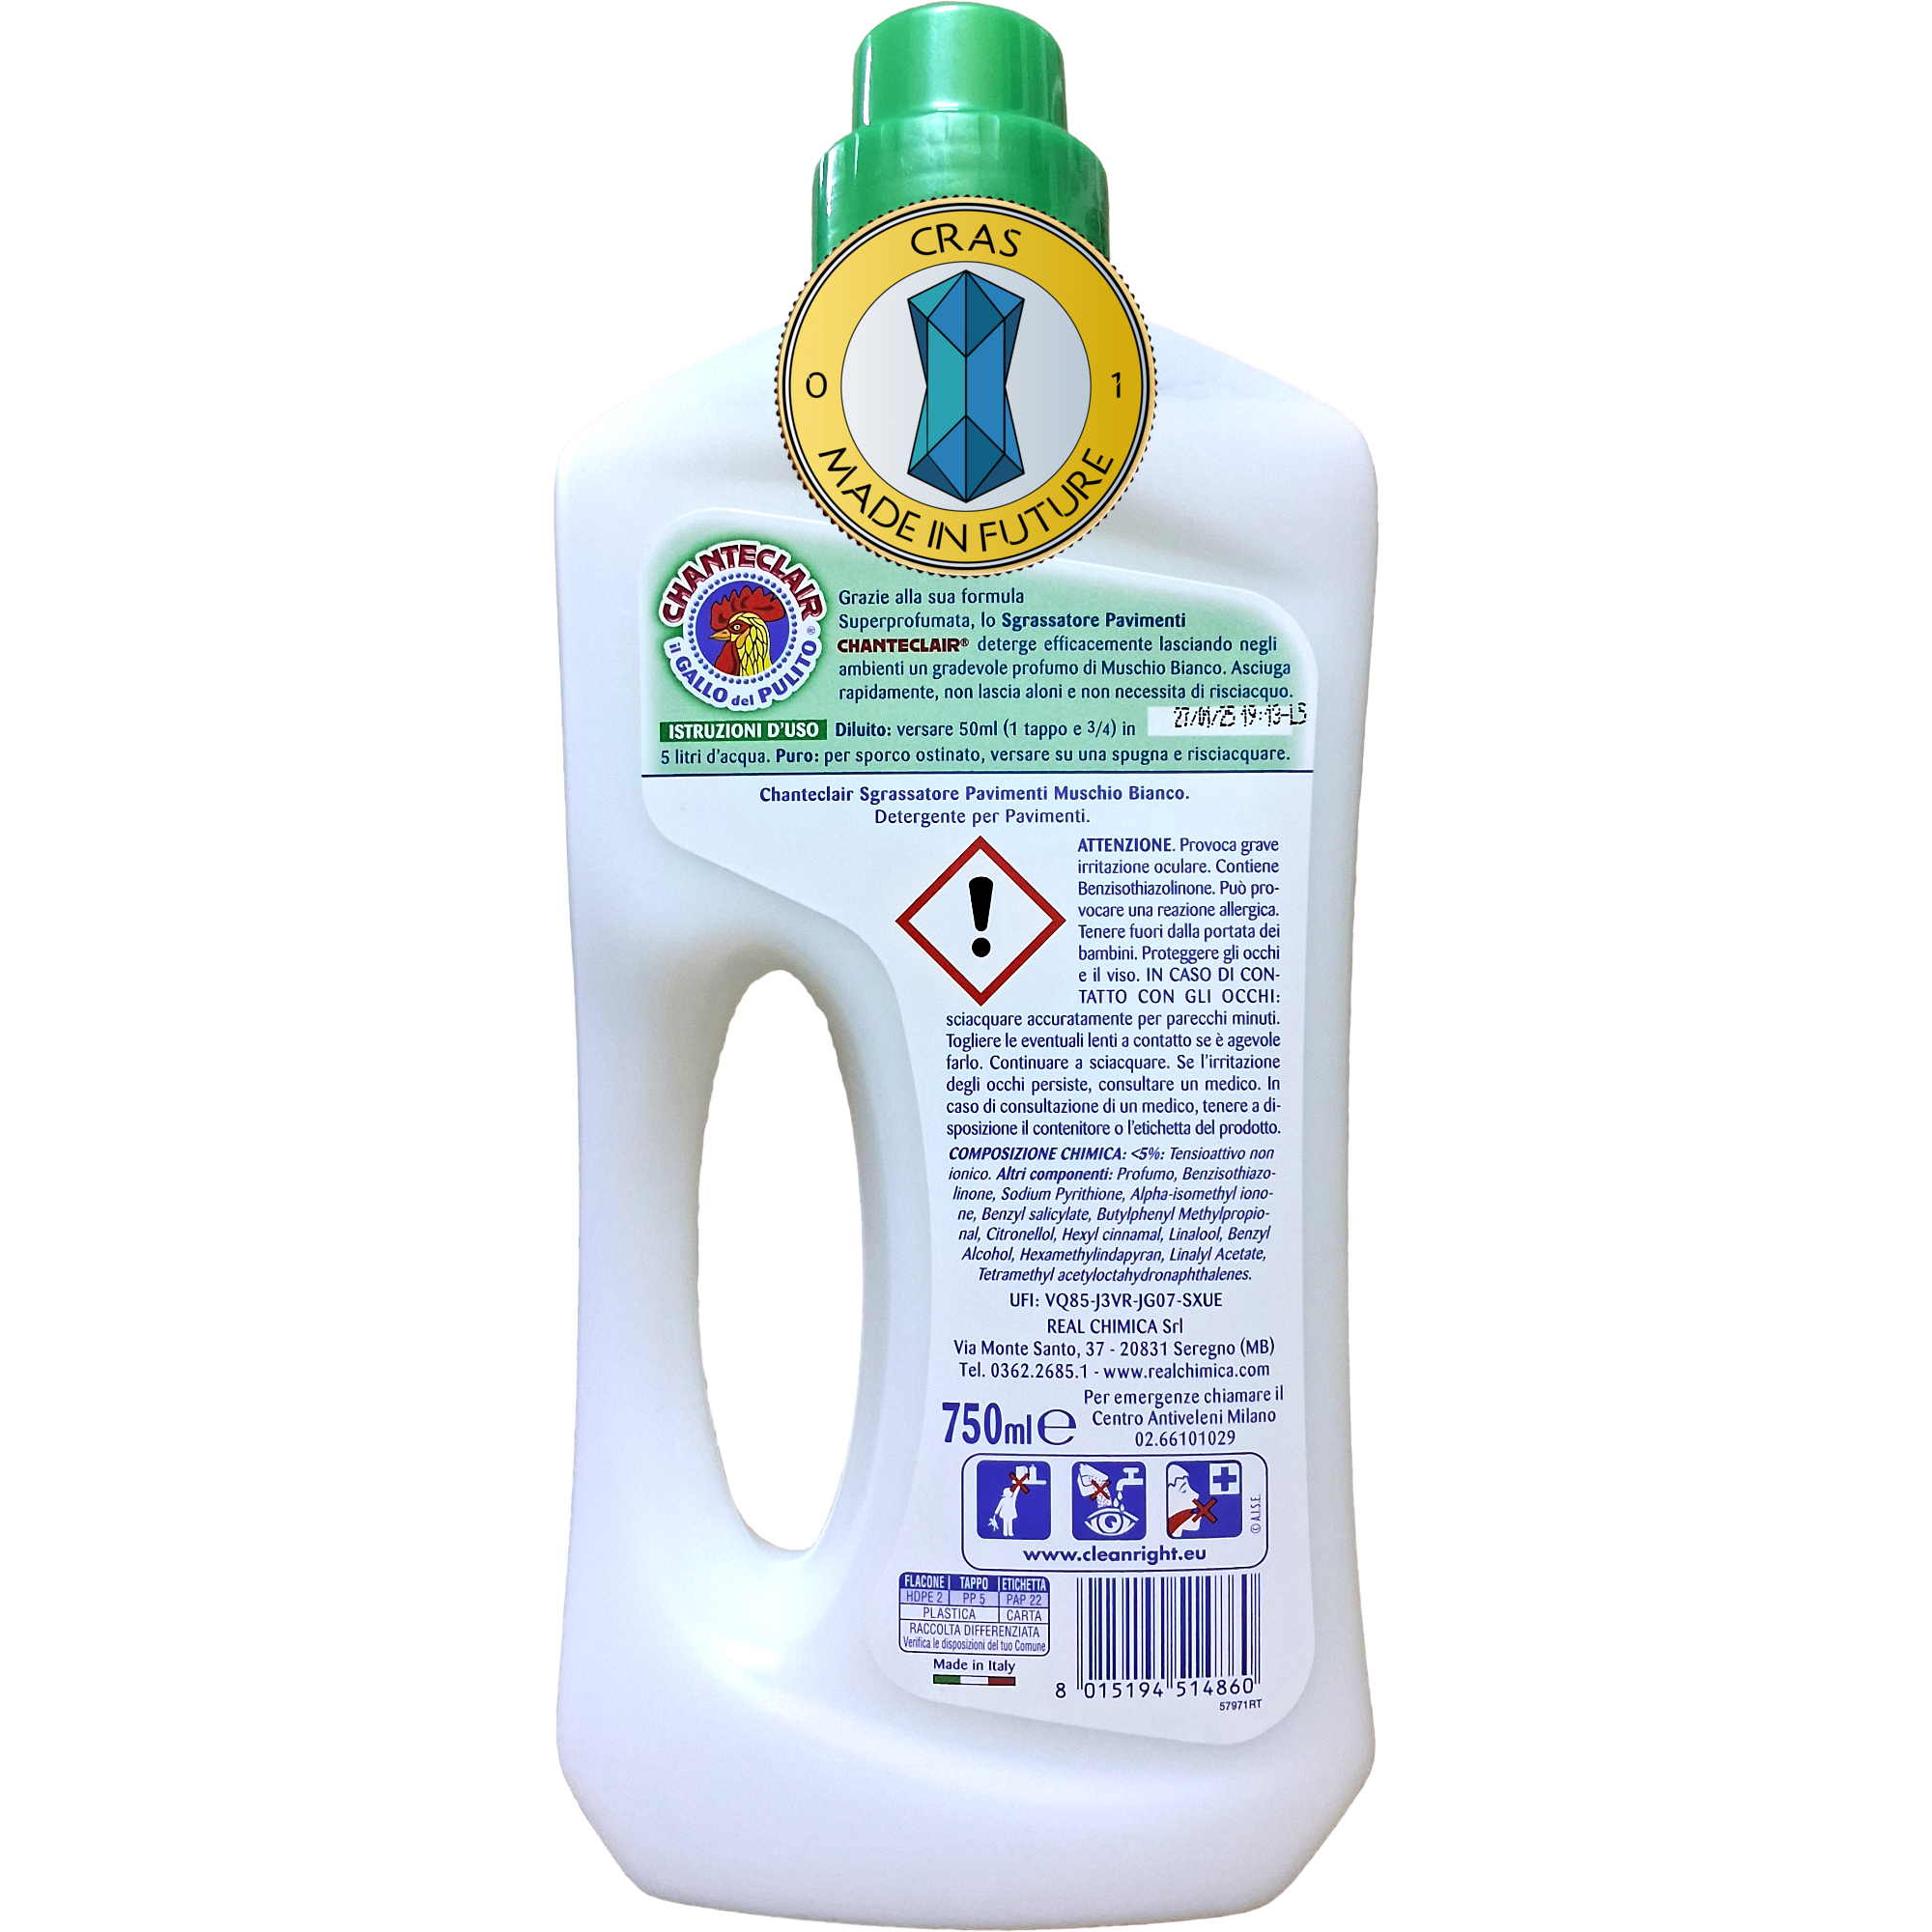 CRAS
0
1
MADE IN FUTURE
CHANTECLAIR
il GALLO del PULITO®
Grazie alla sua formula
Superprofumata, lo Sgrassatore Pavimenti
CHANTECLAIR® deterge efficacemente lasciando negli
ambienti un gradevole profumo di Muschio Bianco. Asciuga
rapidamente, non lascia aloni e non necessita di risciacquo.
ISTRUZIONI D'USO Diluito: versare 50ml (1 tappo e 3/4) in
19:13 L5
5 litri d'acqua. Puro: per sporco ostinato, versare su una spugna e risciacquare.
Chanteclair Sgrassatore Pavimenti Muschio Bianco.
Detergente per Pavimenti.
ATTENZIONE. Provoca grave
irritazione oculare. Contiene
Benzisothiazolinone. Può pro-
vocare una reazione allergica.
Tenere fuori dalla portata dei
bambini. Proteggere gli occhi
e il viso. IN CASO DI CON-
TATTO CON GLI OCCHI:
sciacquare accuratamente per parecchi minuti.
Togliere le eventuali lenti a contatto se è agevole
farlo. Continuare a sciacquare. Se l'irritazione
degli occhi persiste, consultare un medico. In
caso di consultazione di un medico, tenere a di-
sposizione il contenitore o l'etichetta del prodotto.
COMPOSIZIONE CHIMICA: <5%: Tensioattivo non
ionico. Altri componenti: Profumo, Benzisothiazo-
linone, Sodium Pyrithione, Alpha-isomethyl iono-
ne, Benzyl salicylate, Butylphenyl Methylpropio-
nal, Citronellol, Hexyl cinnamal, Linalool, Benzyl
Alcohol, Hexamethylindapyran, Linalyl Acetate,
Tetramethyl acetyloctahydronaphthalenes.
UFI: VQ85-J3VR-JG07-SXUE
REAL CHIMICA Srl
Via Monte Santo, 37 - 20831 Seregno (MB)
Tel. 0362.2685.1 - www.realchimica.com
750ml e
Per emergenze chiamare il
Centro Antiveleni Milano
02.66101029
© A.I.S.E.
www.cleanright.eu
FLACONE TAPPO ETICHETTA
HDPE 2 PP 5 PAP 22
PLASTICA CARTA
RACCOLTA DIFFERENZIATA
Verifica le disposizioni del tuo Comune
Made in Italy
8 015194 514860
57971RT